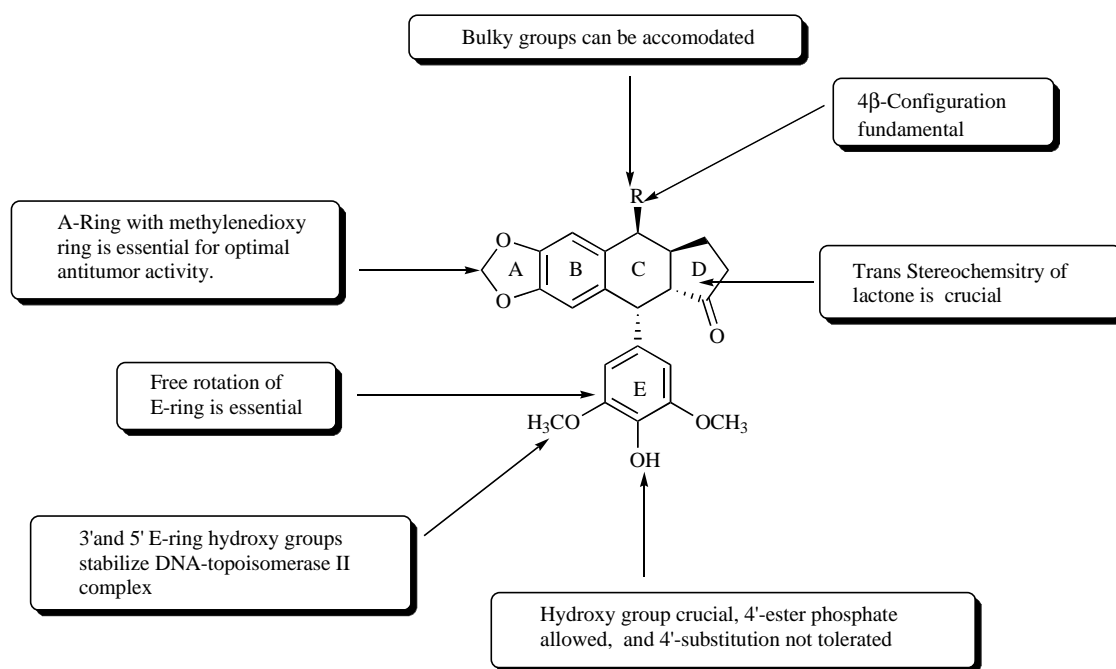 Bulky groups can be accomodated
4β-Configuration
fundamental
R
A-Ring with methylenedioxy
ring is essential for optimal
antitumor activity.
O
A
B
C
D
O
O
Trans Stereochemsitry of
lactone is crucial
Free rotation of
E-ring is essential
E
H3CO
OCH3
OH
3'and 5' E-ring hydroxy groups
stabilize DNA-topoisomerase II
complex
Hydroxy group crucial, 4'-ester phosphate
allowed, and 4'-substitution not tolerated